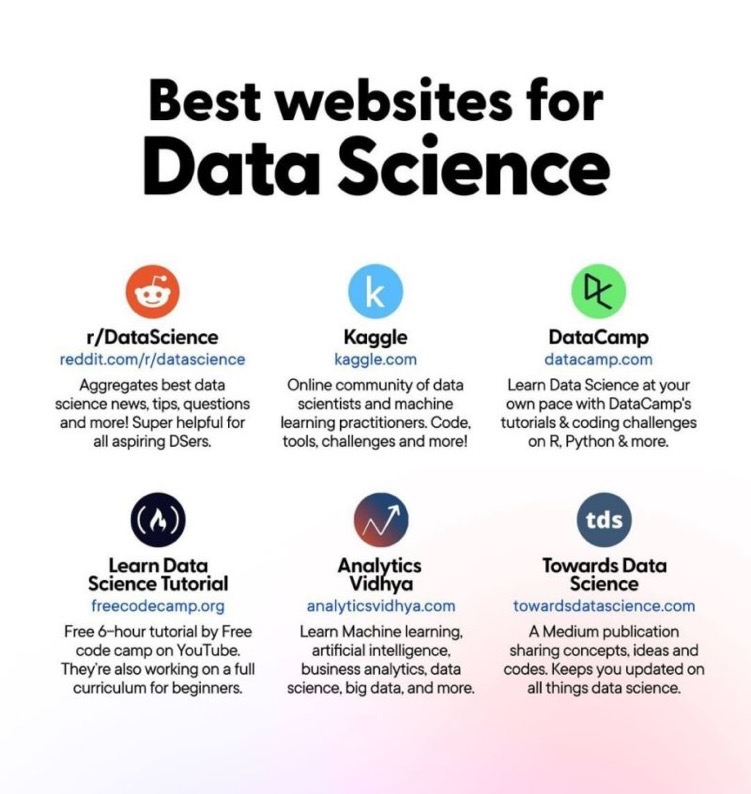 Best websites for
Data Science
r/DataScience
reddit.com/r/datascience
Aggregates best data
science news, tips, questions
and more! Super helpful for
all aspiring DSers.
k
Kaggle
kaggle.com
Online community of data
scientists and machine
learning practitioners. Code,
tools, challenges and more!
DataCamp
datacamp.com
Learn Data Science at your
own pace with DataCamp's
tutorials & coding challenges
on R, Python & more.
Learn Data
Science Tutorial
freecodecamp.org
Free 6-hour tutorial by Free
code camp on YouTube.
They're also working on a full
curriculum for beginners.
Analytics
Vidhya
analyticsvidhya.com
Learn Machine learning,
artificial intelligence,
business analytics, data
science, big data, and more.
tds
Towards Data
Science
towardsdatascience.com
A Medium publication
sharing concepts, ideas and
codes. Keeps you updated on
all things data science.